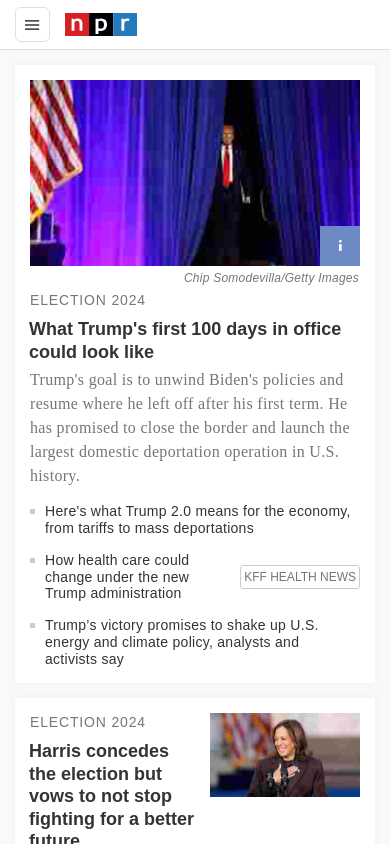 npr
i
Chip Somodevilla/Getty Images
ELECTION 2024
What Trump's first 100 days in office
could look like
Trump's goal is to unwind Biden's policies and
resume where he left off after his first term. He
has promised to close the border and launch the
largest domestic deportation operation in U.S.
history.
Here's what Trump 2.0 means for the economy,
from tariffs to mass deportations
How health care could
change under the new
Trump administration
KFF HEALTH NEWS
Trump's victory promises to shake up U.S.
energy and climate policy, analysts and
activists say
ELECTION 2024
Harris concedes
the election but
vows to not stop
fighting for a better
future